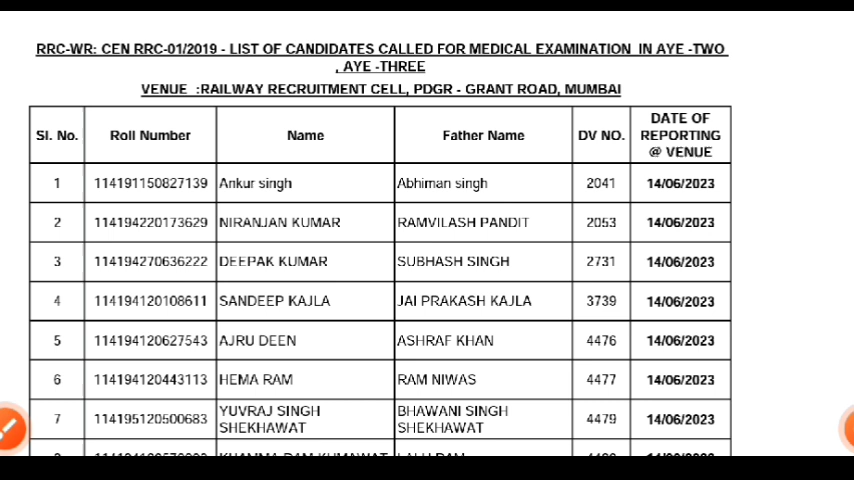 RRC-WR: CEN RRC-01/2019 - LIST OF CANDIDATES CALLED FOR MEDICAL EXAMINATION IN AYE -TWO
, AYE -THREE
VENUE :RAILWAY RECRUITMENT CELL, PDGR - GRANT ROAD, MUMBAI
Sl. No. Roll Number Name Father Name DV NO. DATE OF REPORTING @ VENUE
1 114191150827139 Ankur singh Abhiman singh 2041 14/06/2023
2 114194220173629 NIRANJAN KUMAR RAMVILASH PANDIT 2053 14/06/2023
3 114194270636222 DEEPAK KUMAR SUBHASH SINGH 2731 14/06/2023
4 114194120108611 SANDEEP KAJLA JAI PRAKASH KAJLA 3739 14/06/2023
5 114194120627543 AJRU DEEN ASHRAF KHAN 4476 14/06/2023
6 114194120443113 HEMA RAM RAM NIWAS 4477 14/06/2023
7 114195120500683 YUVRAJ SINGH SHEKHAWAT BHAWANI SINGH SHEKHAWAT 4479 14/06/2023